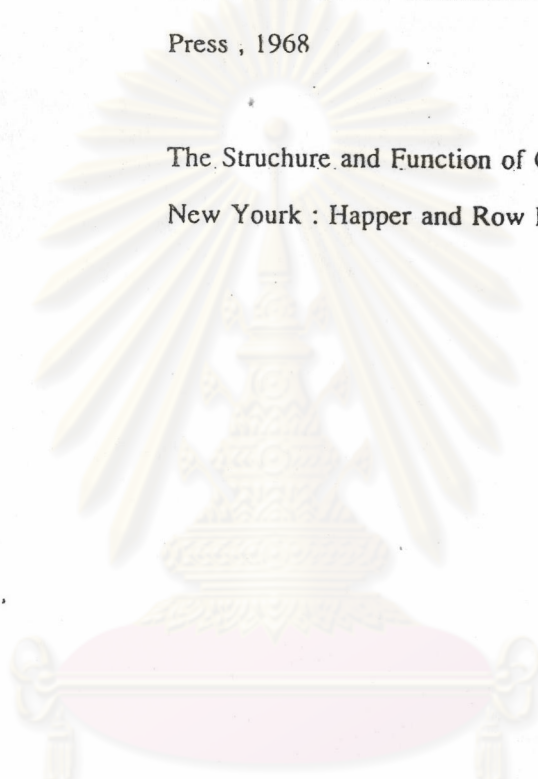 Press , 1968
The Struchure and Function of
New Yourk : Happer and Row